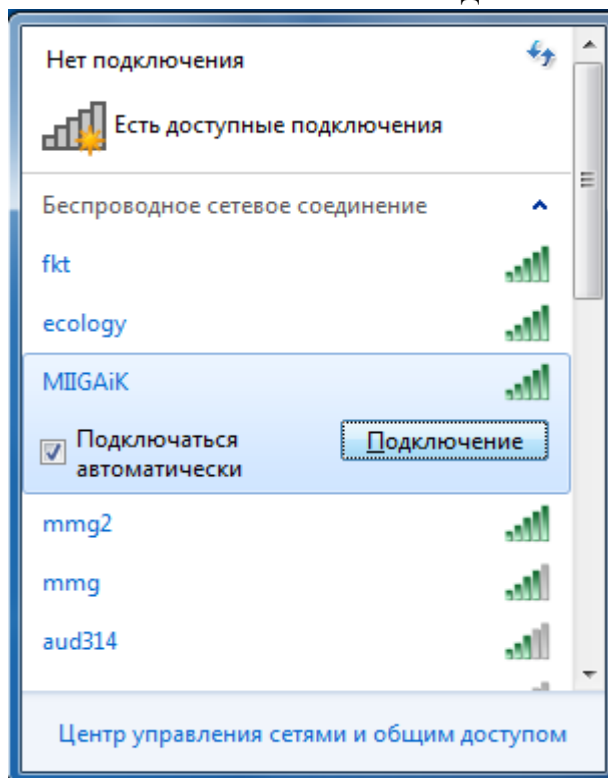 Нет подключения
Есть доступные подключения
Беспроводное сетевое соединение
fkt
ecology
MIIGAiK
Подключаться
автоматически
Подключение
mmg2
mmg
aud314
Центр управления сетями и общим доступом